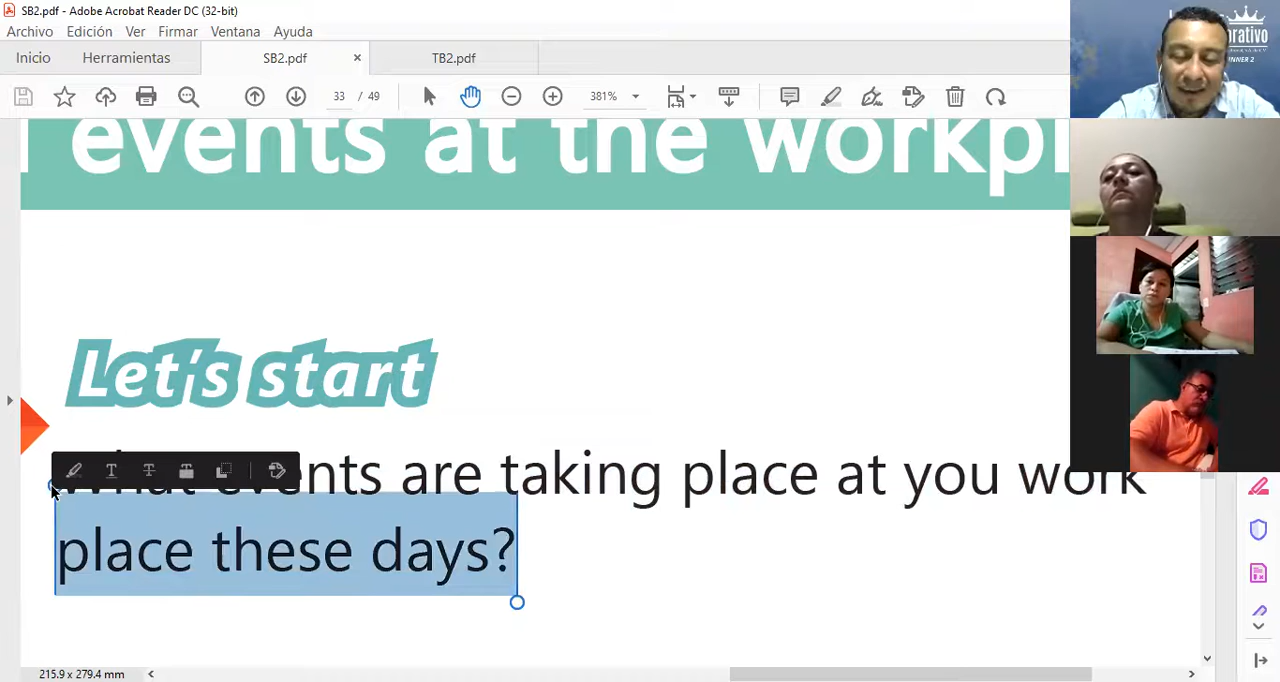 SB2.pdf - Adobe Acrobat Reader DC (32-bit)
Archivo Edición Ver Firmar Ventana Ayuda
Inicio Herramientas SB2.pdf × TB2.pdf
33 / 49 381%
events at the workpl
Let's start
What events are taking place at you work
place these days?
215.9 x 279.4 mm